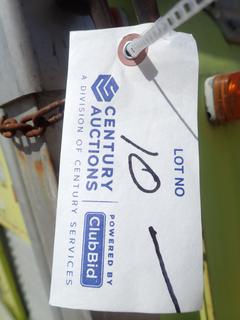 CENTURY
AUCTIONS
A DIVISION OF CENTURY SERVICES
POWERED BY
ClubBid
LOT NO
10